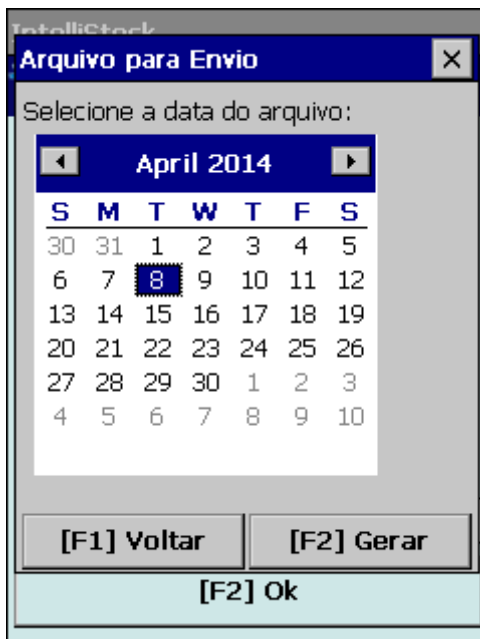 IntelliStock
Arquivo para Envio
Selecione a data do arquivo:
April 2014
S M T W T F S
30 31 1 2 3 4 5
6 7 8 9 10 11 12
13 14 15 16 17 18 19
20 21 22 23 24 25 26
27 28 29 30 1 2 3
4 5 6 7 8 9 10
[F1] Voltar [F2] Gerar
[F2] Ok